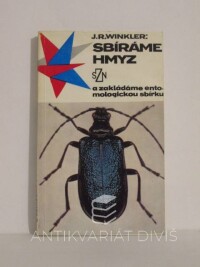 J.R.WINKLER:
SBÍRÁME
HMYZ
SZN
a zakládáme ento-
mologickou sbírku
ANTIKVARIÁT DIVIŠ